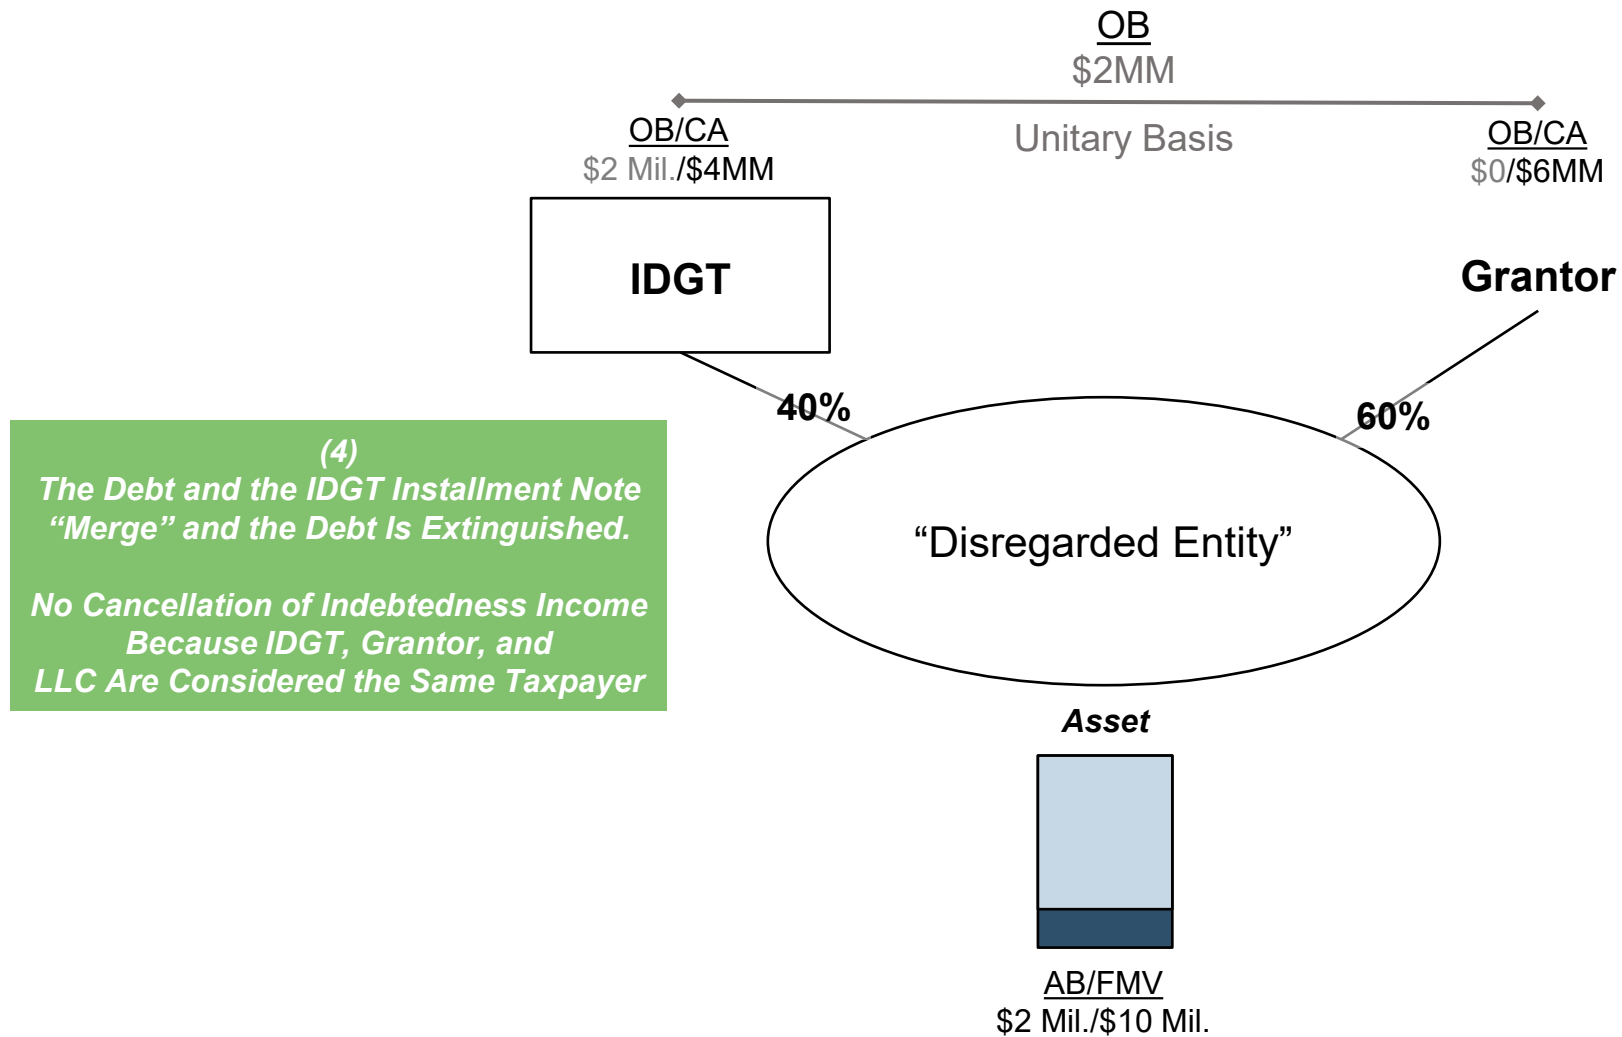 OB
$2MM
Unitary Basis
OB/CA
$2 Mil./$4MM
OB/CA
$0/$6MM
IDGT
Grantor
40%
60%
(4)
The Debt and the IDGT Installment Note
“Merge” and the Debt Is Extinguished.
No Cancellation of Indebtedness Income
Because IDGT, Grantor, and
LLC Are Considered the Same Taxpayer
“Disregarded Entity”
Asset
AB/FMV
$2 Mil./$10 Mil.